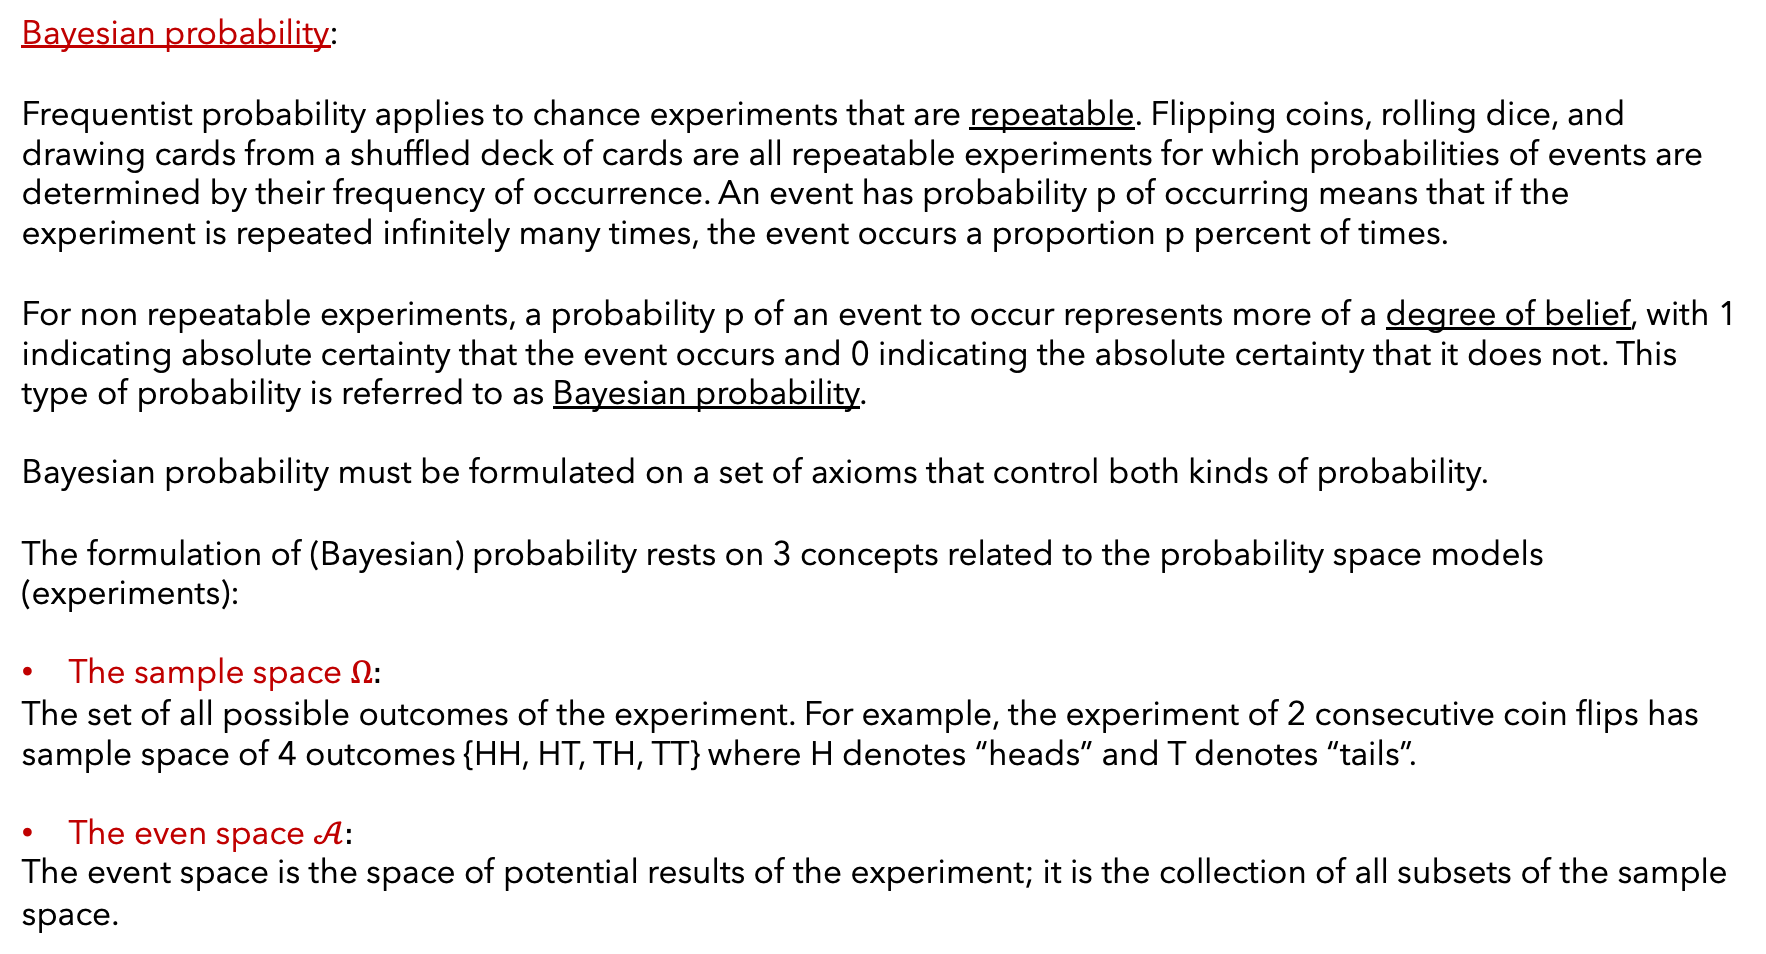 Bayesian probability:
Frequentist probability applies to chance experiments that are repeatable. Flipping coins, rolling dice, and
drawing cards from a shuffled deck of cards are all repeatable experiments for which probabilities of events are
determined by their frequency of occurrence. An event has probability p of occurring means that if the
experiment is repeated infinitely many times, the event occurs a proportion p percent of times.
For non repeatable experiments, a probability p of an event to occur represents more of a degree of belief, with 1
indicating absolute certainty that the event occurs and 0 indicating the absolute certainty that it does not. This
type of probability is referred to as Bayesian probability.
Bayesian probability must be formulated on a set of axioms that control both kinds of probability.
The formulation of (Bayesian) probability rests on 3 concepts related to the probability space models
(experiments):
• The sample space Ω:
The set of all possible outcomes of the experiment. For example, the experiment of 2 consecutive coin flips has
sample space of 4 outcomes {HH, HT, TH, TT} where H denotes “heads” and T denotes “tails”.
• The even space 𝒜:
The event space is the space of potential results of the experiment; it is the collection of all subsets of the sample
space.